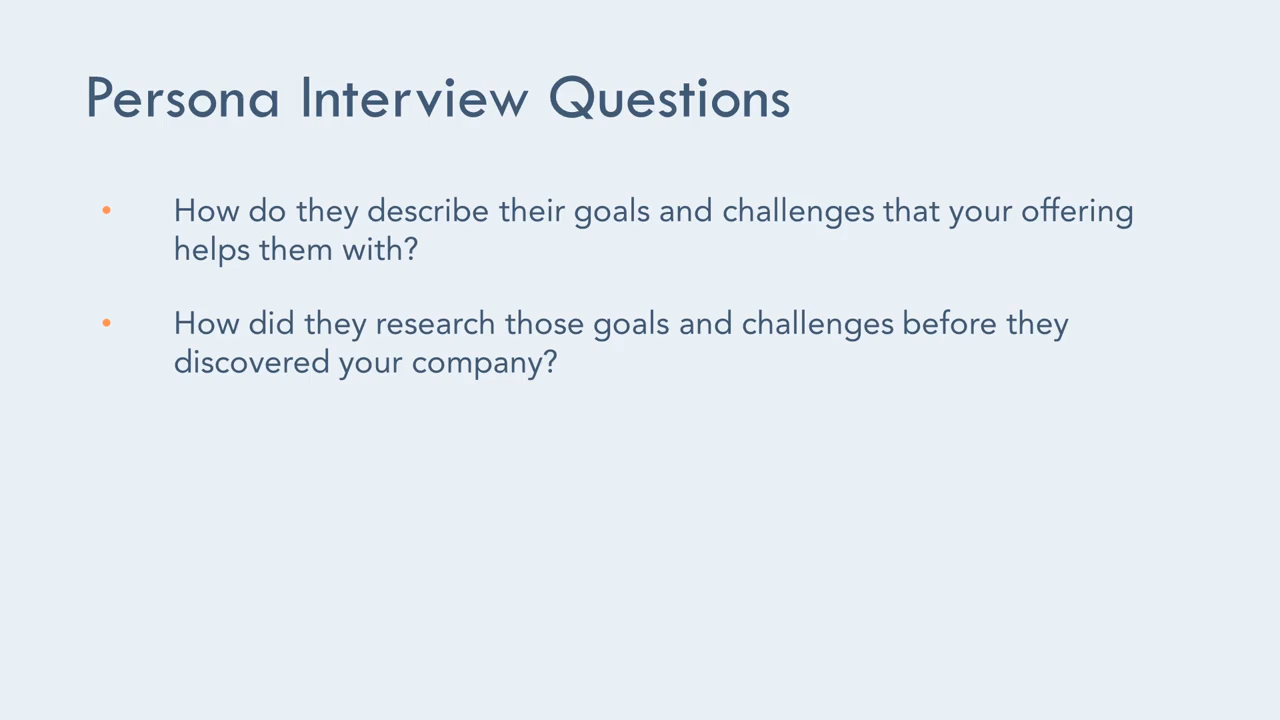 Persona Interview Questions
• How do they describe their goals and challenges that your offering
helps them with?
• How did they research those goals and challenges before they
discovered your company?